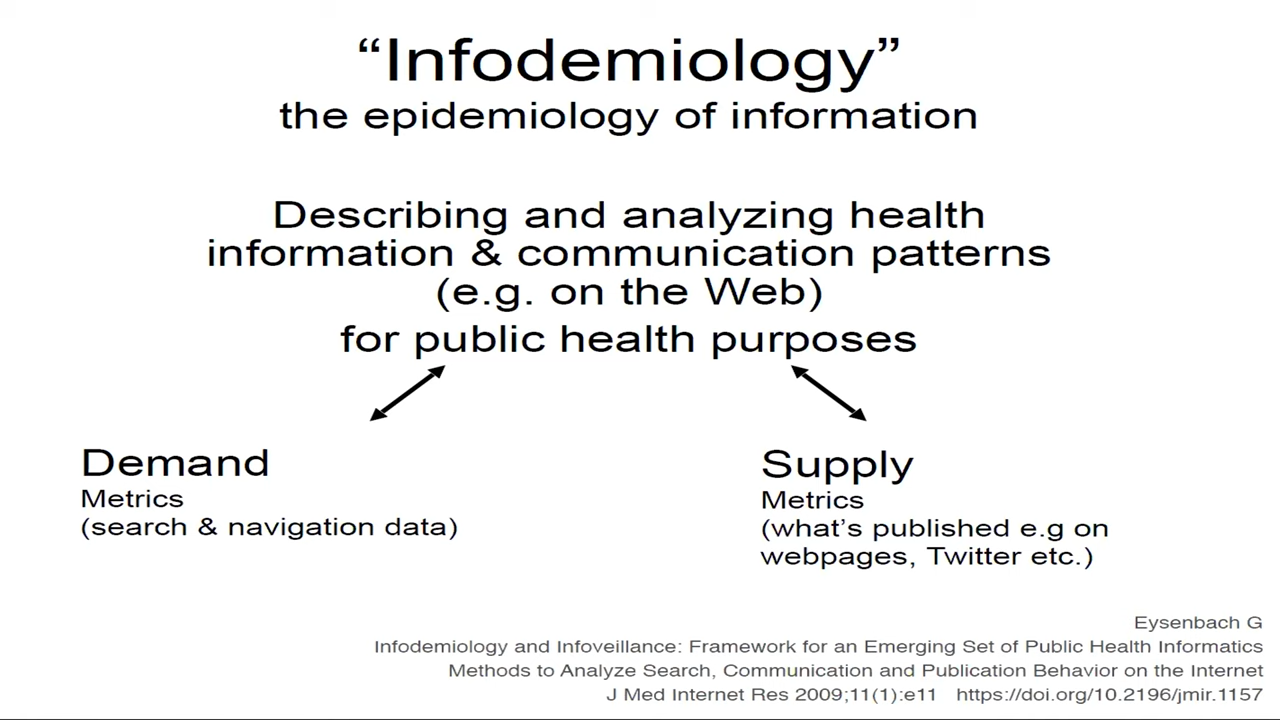 “Infodemiology”
the epidemiology of information
Describing and analyzing health
information & communication patterns
(e.g. on the Web)
for public health purposes
Demand
Metrics
(search & navigation data)
Supply
Metrics
(what’s published e.g on
webpages, Twitter etc.)
Eysenbach G
Infodemiology and Infoveillance: Framework for an Emerging Set of Public Health Informatics
Methods to Analyze Search, Communication and Publication Behavior on the Internet
J Med Internet Res 2009;11(1):e11 https://doi.org/10.2196/jmir.1157